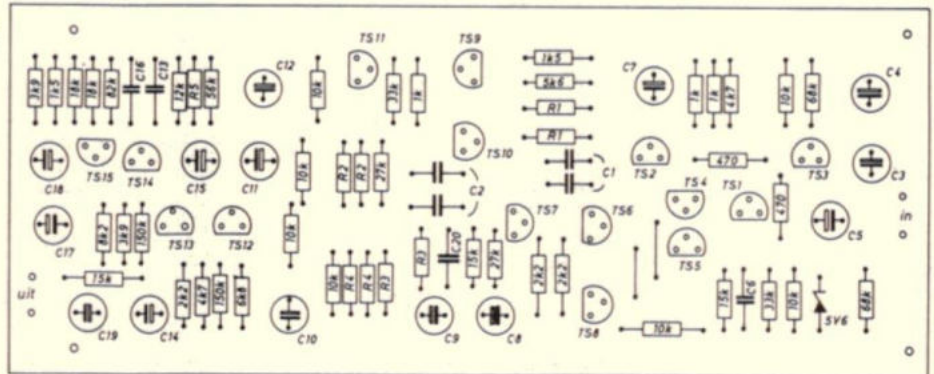 TS11 TS9
C12 C7 C4
3k9 1k5 18k 18k 82k C16 C13 12k R5 56k 10k 33k 1k
1k5
5k6
R1
R1
1k 1k 4k7 10k 68k
TS10
C18 TS15 TS14 C15 C11 10k R2 R2 27k C2 C1 TS2 470 TS3 C3
C17 8k2 3k9 150k TS13 TS12 10k TS7 TS6 TS4 TS1 470 C5 in
TS5
15k
uit
2k2 4k7 150k 6k8 10k R4 R4 R3 R3 C20 15k 27k 2k2 2k2
C19 C14 C10 C9 C8 TS8 10k 15k C6 33k 10k 5V6 68k